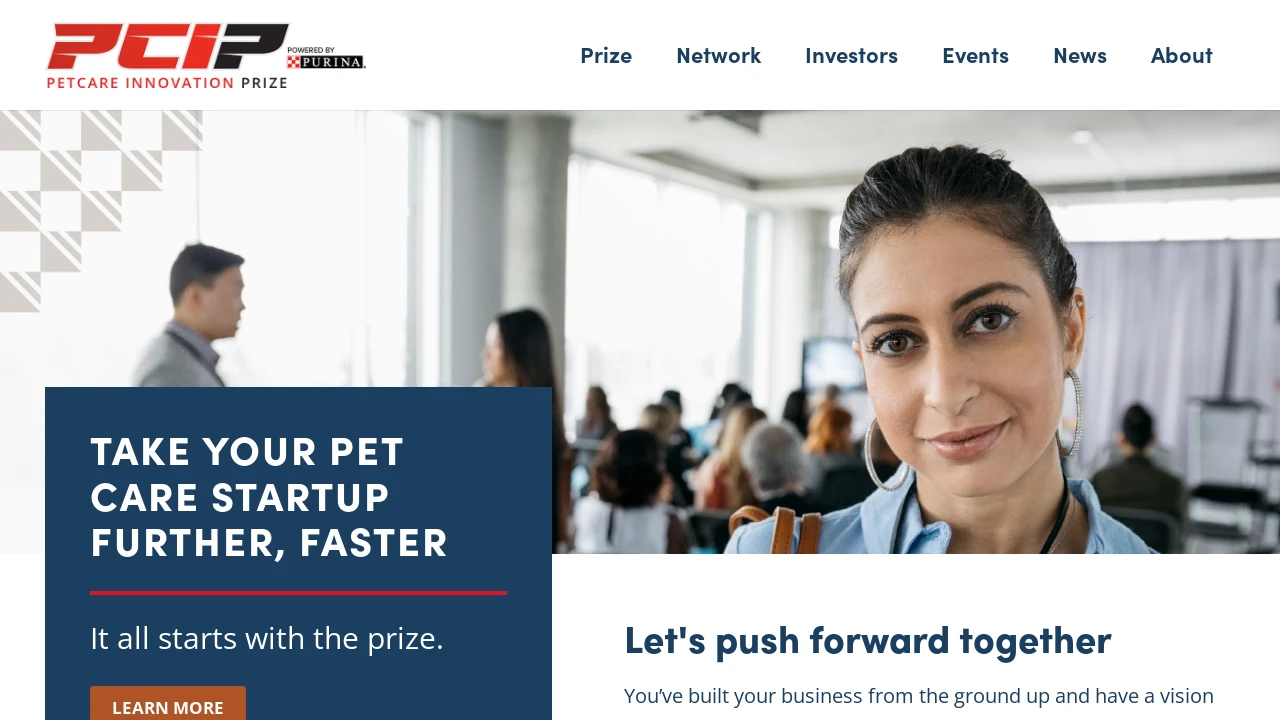 PCIP
POWERED BY
PURINA
PETCARE INNOVATION PRIZE
Prize
Network
Investors
Events
News
About
TAKE YOUR PET
CARE STARTUP
FURTHER, FASTER
It all starts with the prize.
LEARN MORE
Let's push forward together
You’ve built your business from the ground up and have a vision